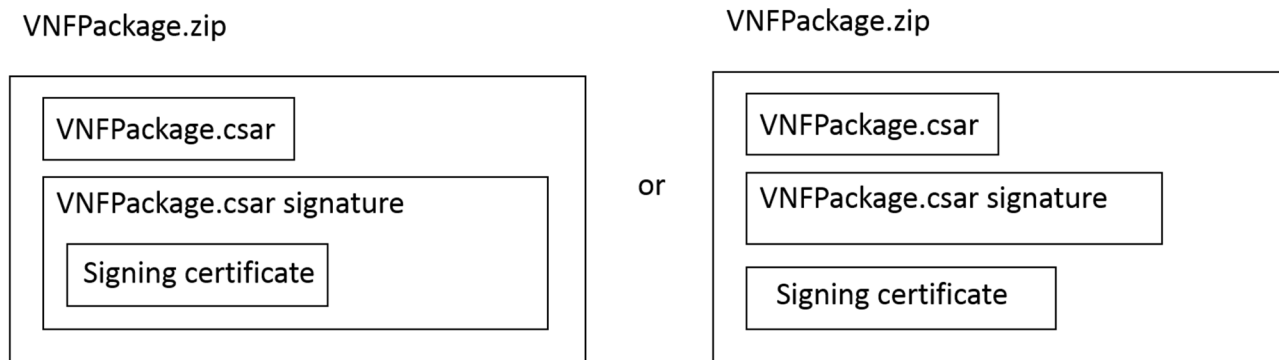 VNFPackage.zip
VNFPackage.csar
VNFPackage.csar signature
Signing certificate
or
VNFPackage.zip
VNFPackage.csar
VNFPackage.csar signature
Signing certificate